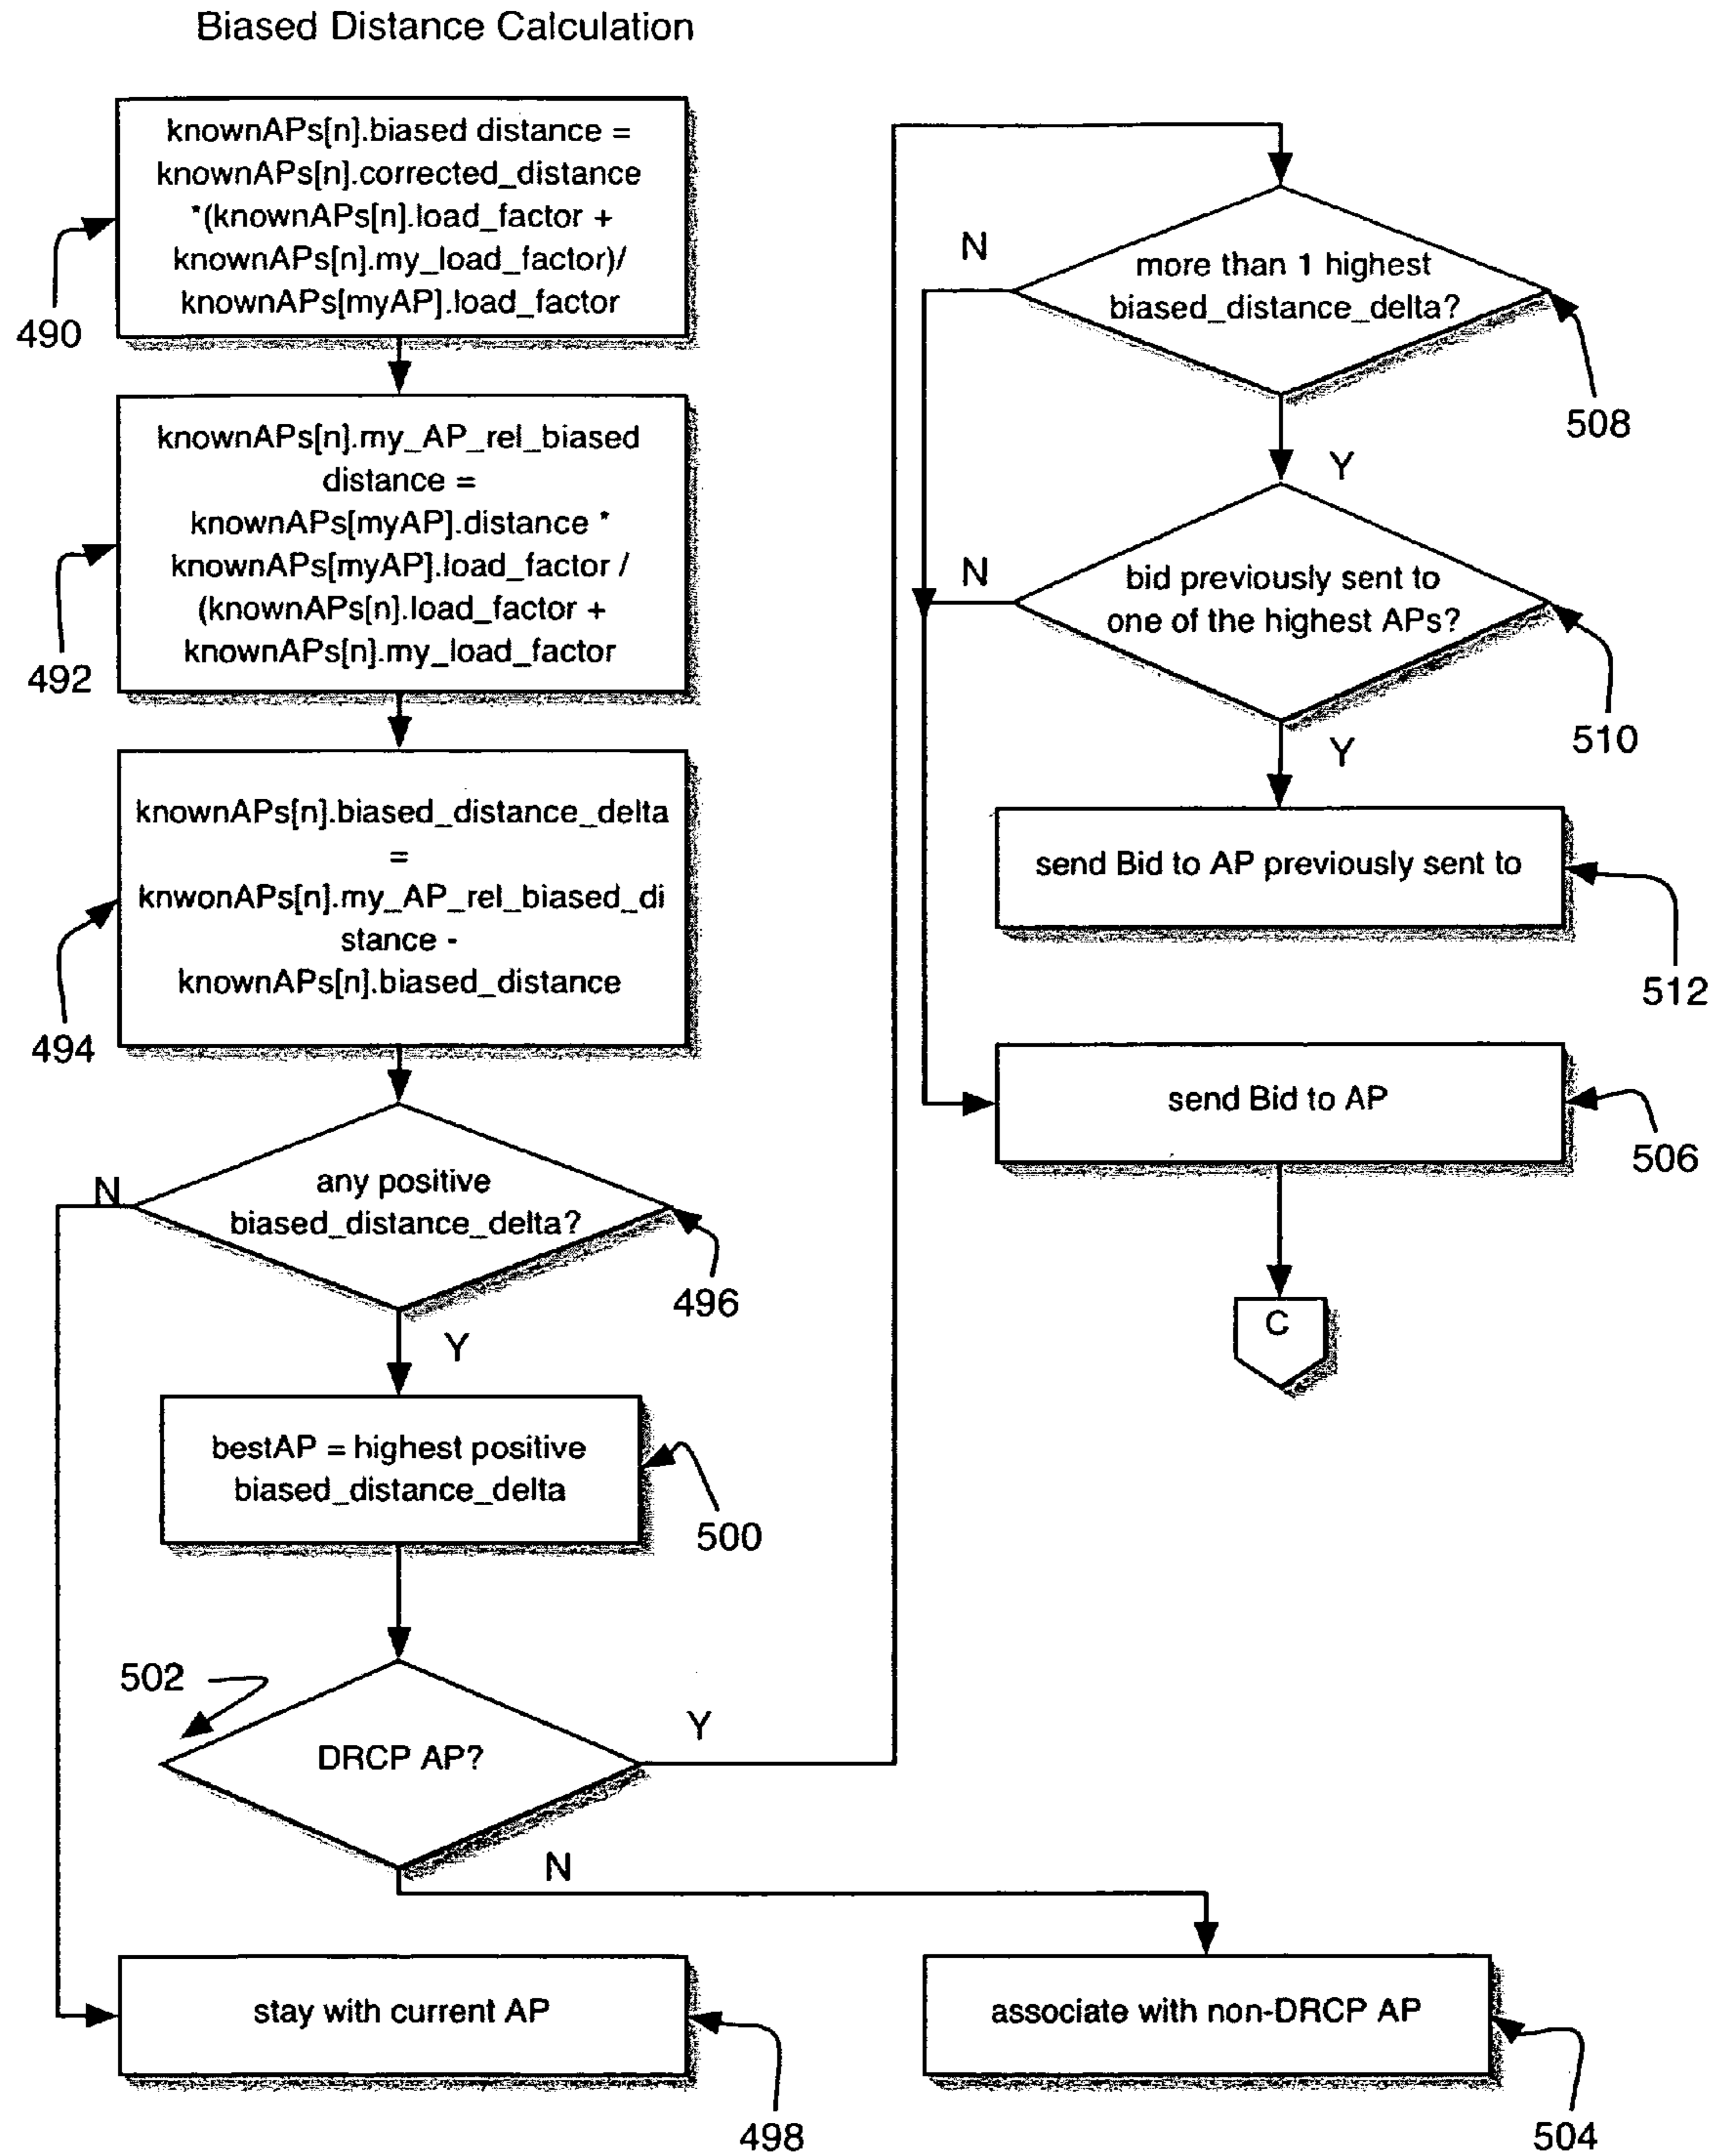 Biased Distance Calculation
knownAPs[n].biased distance =
knownAPs[n].corrected_distance
*(knownAPs[n].load_factor +
knownAPs[n].my_load_factor)/
knownAPs[myAP].load_factor
490
knownAPs[n].my_AP_rel_biased
distance =
knownAPs[myAP].distance *
knownAPs[myAP].load_factor /
(knownAPs[n].load_factor +
knownAPs[n].my_load_factor
492
knownAPs[n].biased_distance_delta
=
knwonAPs[n].my_AP_rel_biased_di
stance -
knownAPs[n].biased_distance
494
N
any positive
biased_distance_delta?
496
Y
bestAP = highest positive
biased_distance_delta
500
502
DRCP AP?
Y
N
stay with current AP
498
associate with non-DRCP AP
504
N
more than 1 highest
biased_distance_delta?
508
Y
N
bid previously sent to
one of the highest APs?
510
Y
send Bid to AP previously sent to
512
send Bid to AP
506
C